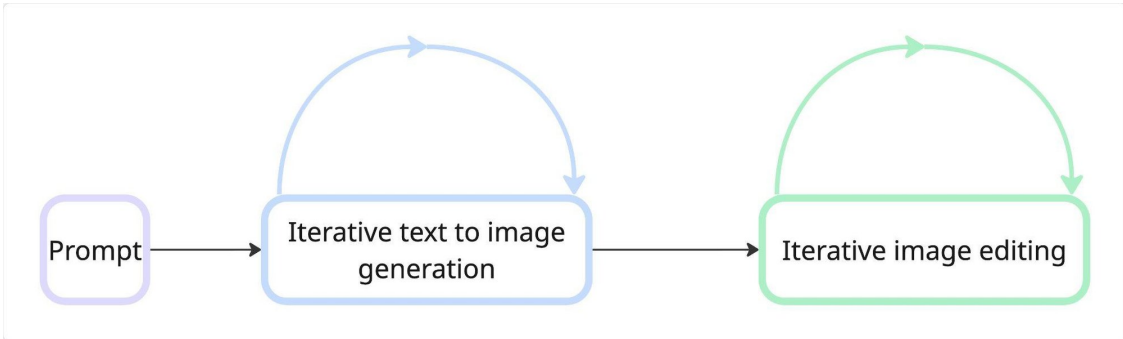 Prompt
Iterative text to image
generation
Iterative image editing